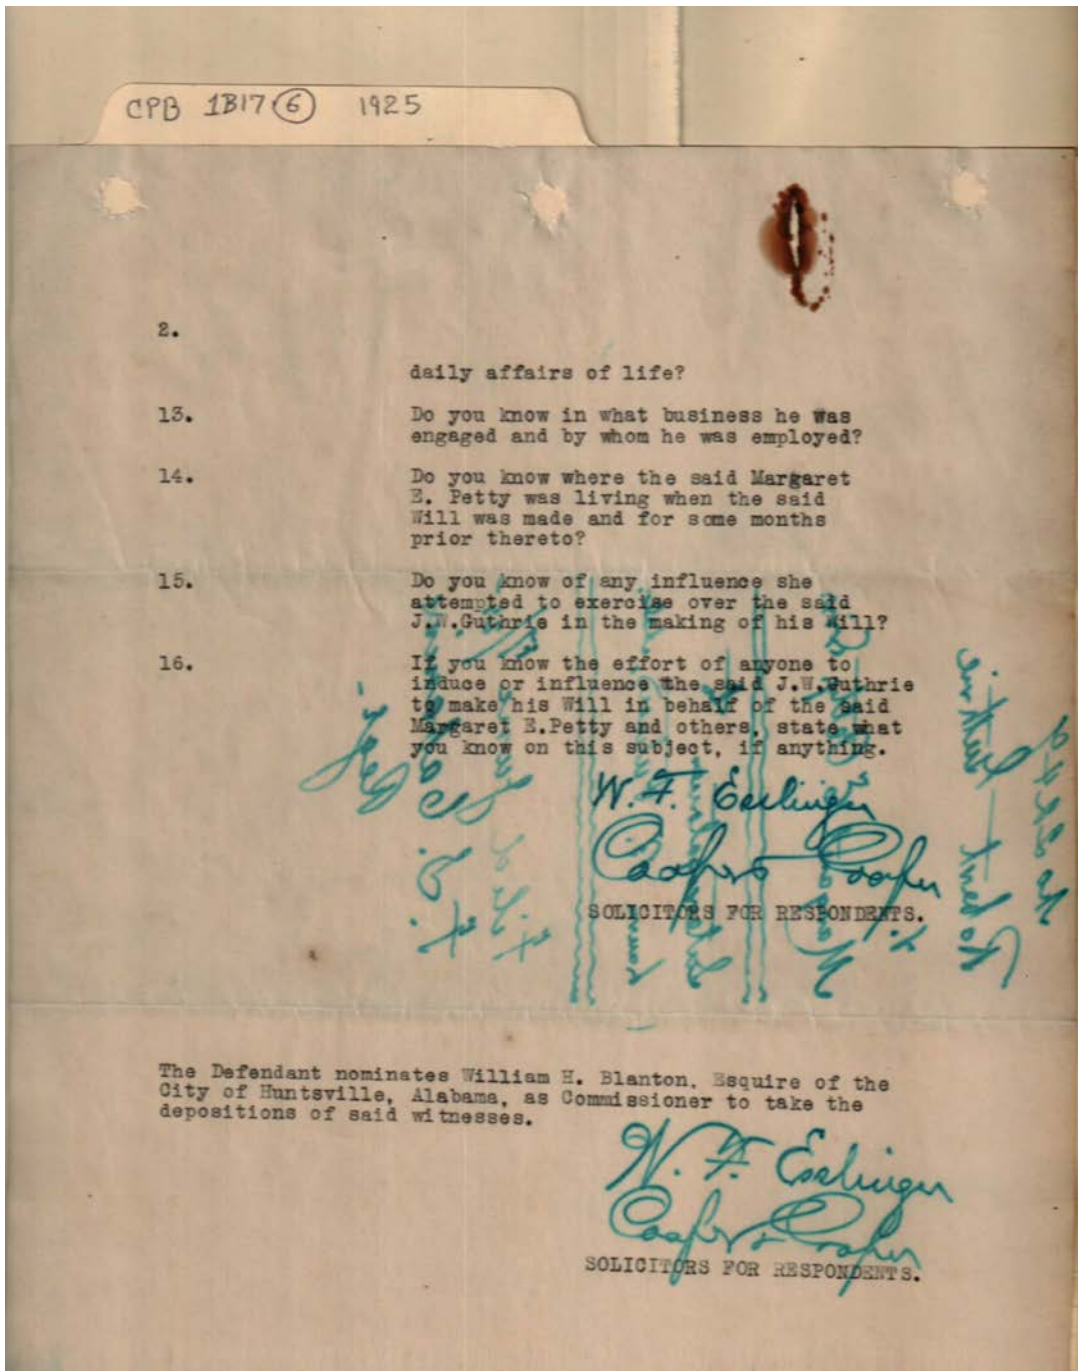 CPB 1B17 6 1925
2.
daily affairs of life?
13. Do you know in what business he was
engaged and by whom he was employed?
14. Do you know where the said Margaret
E. Petty was living when the said
Will was made and for some months
prior thereto?
15. Do you know of any influence she
attempted to exercise over the said
J.W.Guthrie in the making of his Will?
16. If you know the effort of anyone to
induce or influence the said J.W.Guthrie
to make his Will in behalf of the said
Margaret E.Petty and others, state what
you know on this subject, if anything.
W. F. Esslinger
Cooper & Cooper
SOLICITORS FOR RESPONDENTS.
The Defendant nominates William H. Blanton, Esquire of the
City of Huntsville, Alabama, as Commissioner to take the
depositions of said witnesses.
W. F. Esslinger
Cooper & Cooper
SOLICITORS FOR RESPONDENTS.